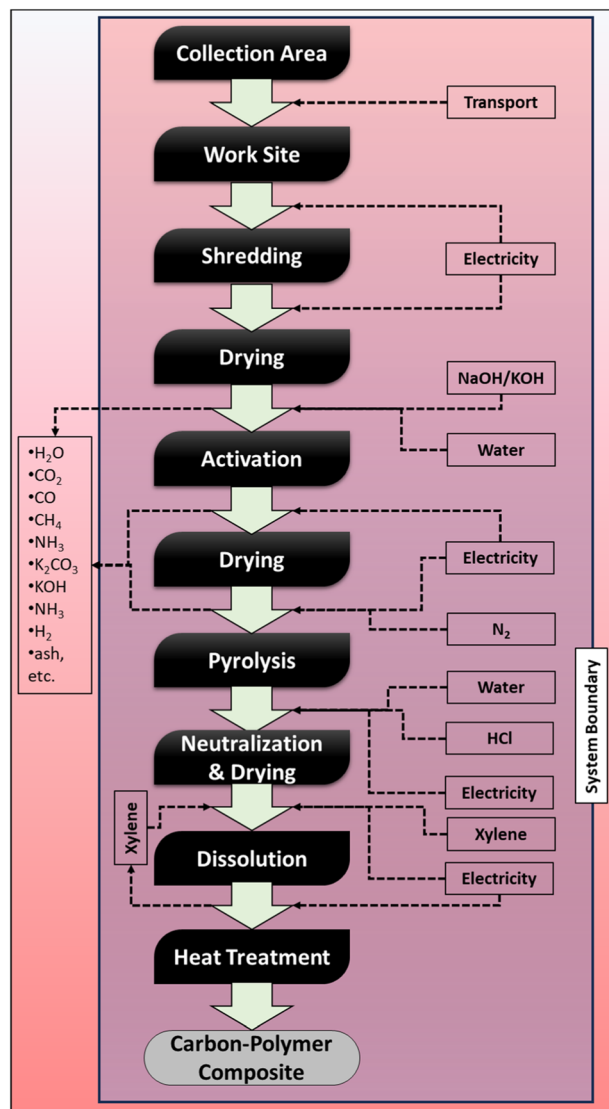 Collection Area
Transport
Work Site
Shredding
Electricity
Drying
NaOH/KOH
Water
Activation
•H₂O
•CO₂
•CO
•CH₄
•NH₃
•K₂CO₃
•KOH
•NH₃
•H₂
•ash,
etc.
Drying
Electricity
N₂
Pyrolysis
Water
HCl
Neutralization
& Drying
Electricity
Xylene
Xylene
Dissolution
Electricity
Heat Treatment
Carbon-Polymer
Composite
System Boundary